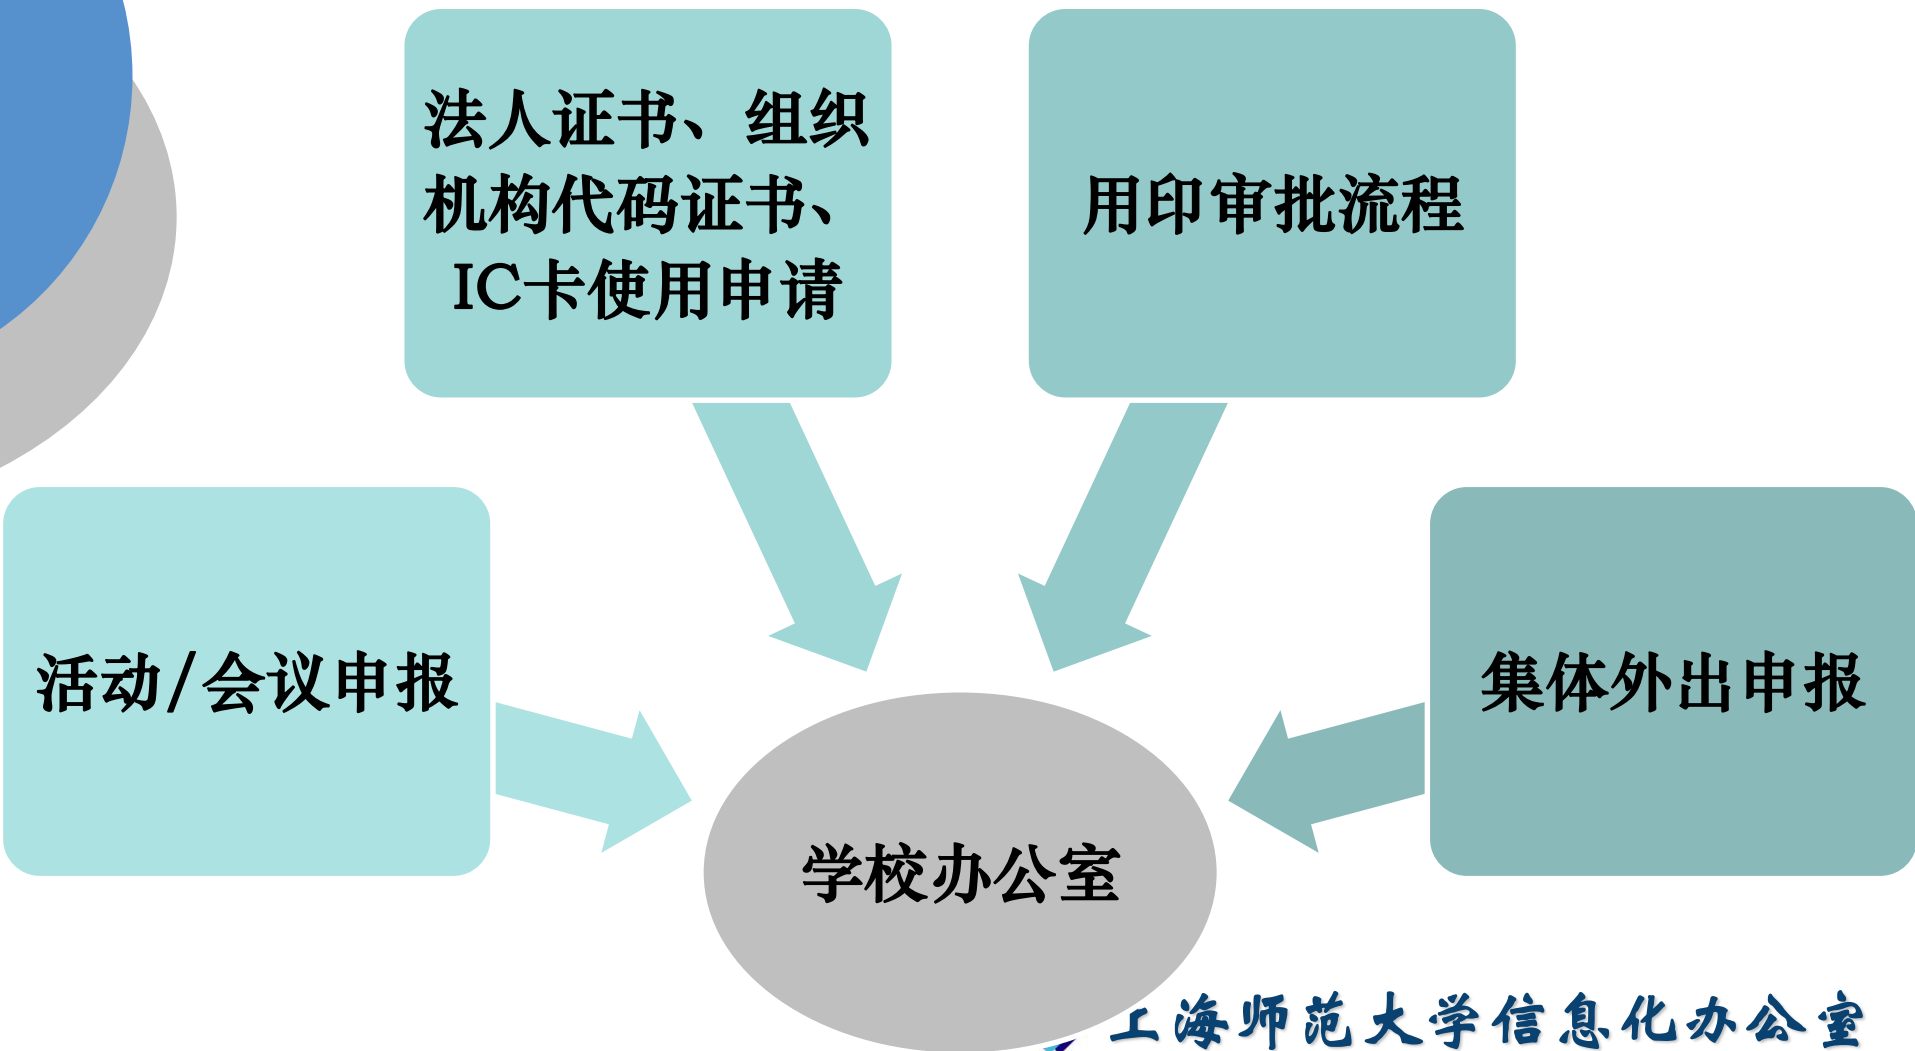 法人证书、组织
机构代码证书、
IC卡使用申请
用印审批流程
活动/会议申报
集体外出申报
学校办公室
上海师范大学信息化办公室